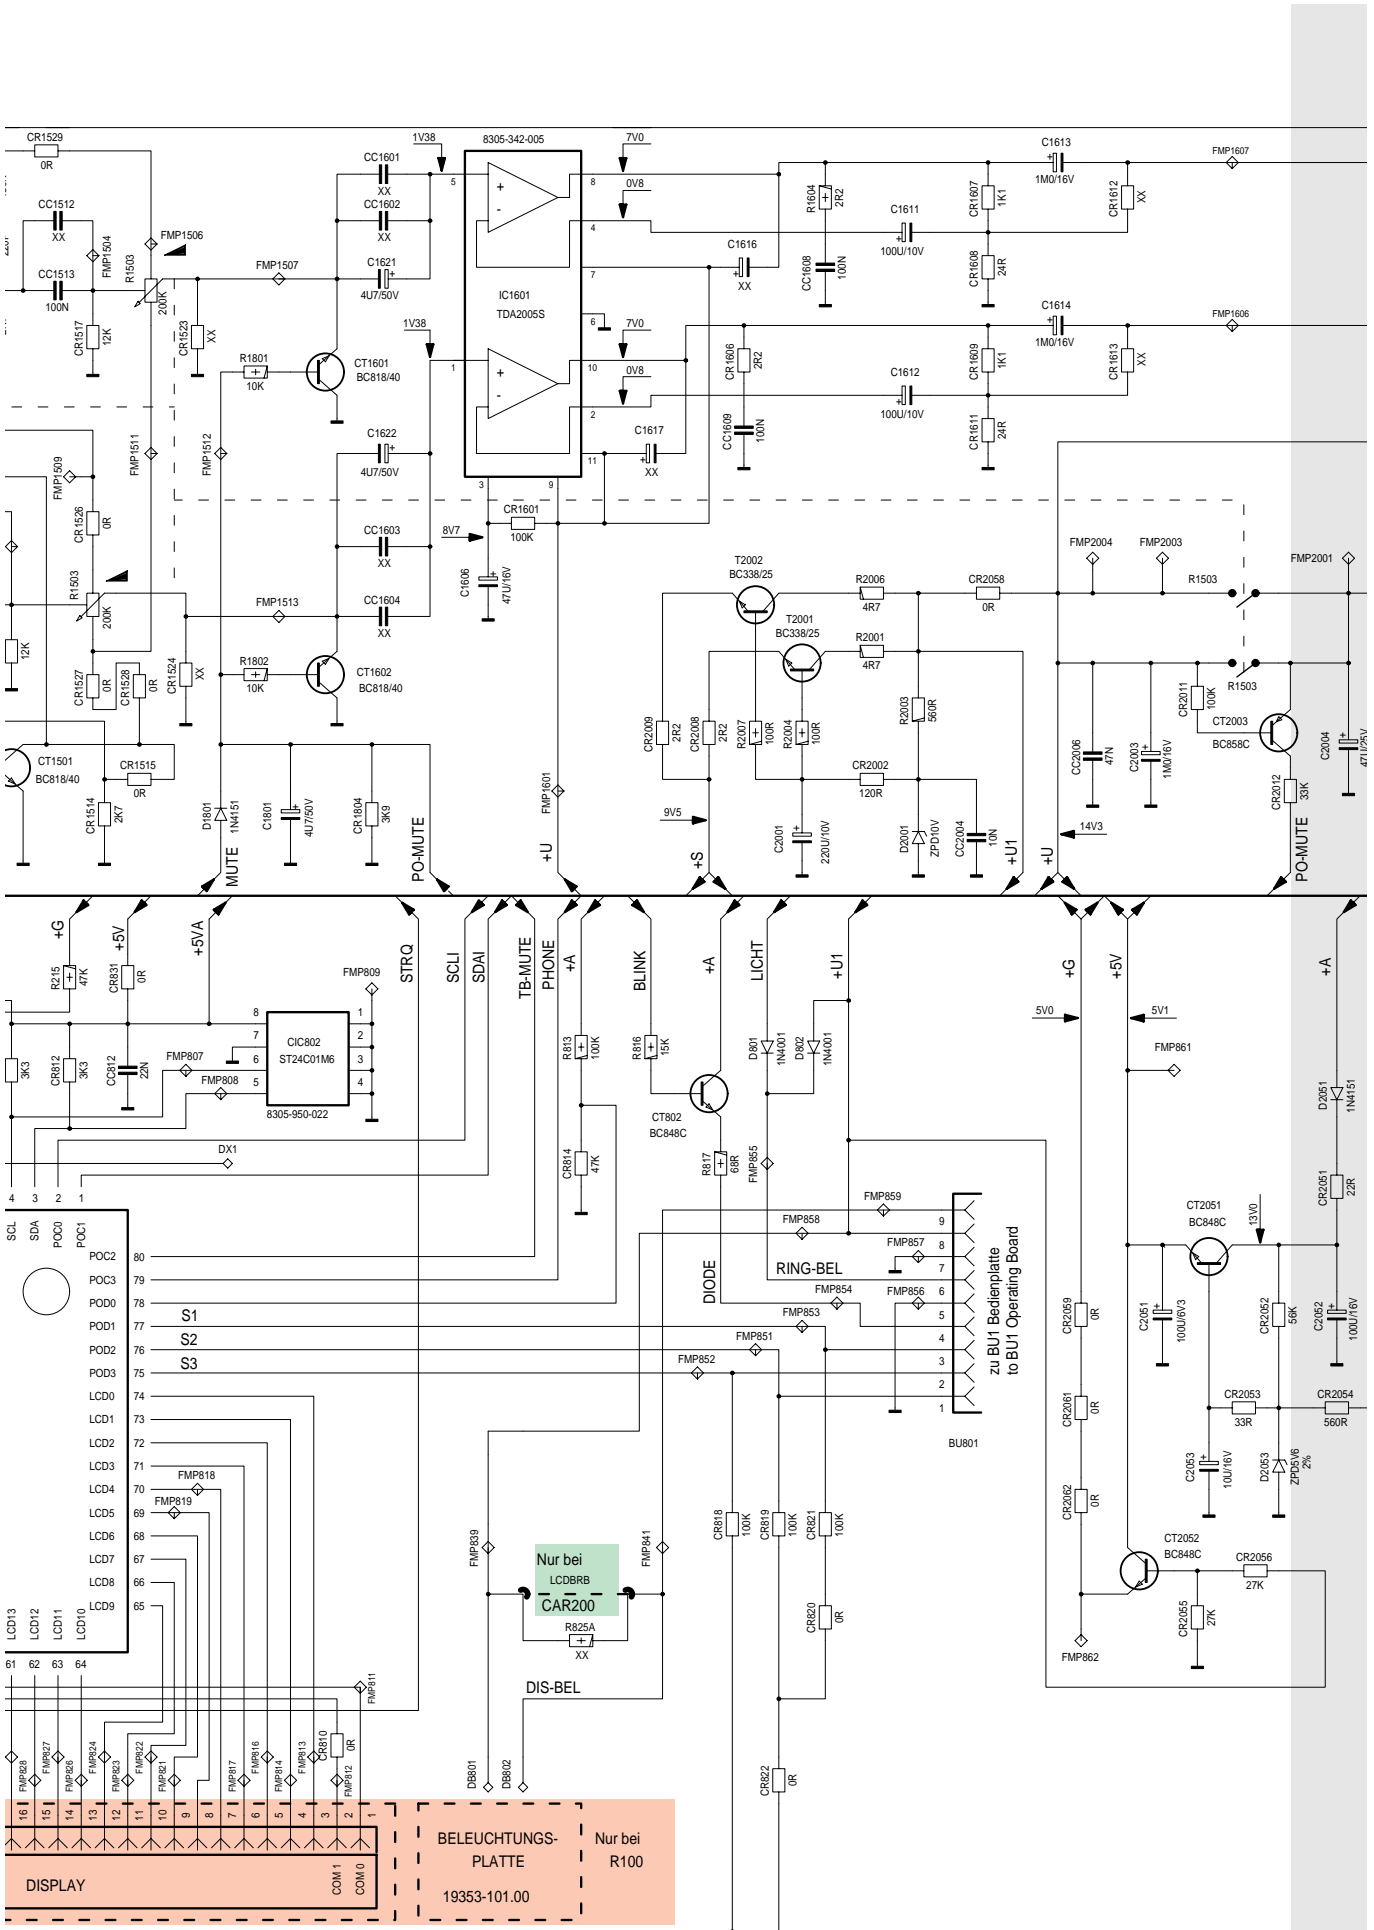 CR1529
0R
CC1512
XX
FMP1504
R1503
FMP1506
CC1513
100N
200K
CR1517
12K
CR1523
XX
FMP1507
CC1601
XX
CC1602
XX
C1621
4U7/50V
1V38
8305-342-005
5
+
-
8
4
7
IC1601
TDA2005S
6
7V0
0V8
C1616
XX
R1604
2R2
CC1608
100N
C1611
100U/10V
CR1607
1K1
CR1608
24R
C1613
1M0/16V
CR1612
XX
FMP1607
R1801
10K
CT1601
BC818/40
1V38
1
+
-
10
2
11
3
9
7V0
0V8
CR1606
2R2
CC1609
100N
C1617
XX
C1612
100U/10V
CR1609
1K1
CR1611
24R
C1614
1M0/16V
CR1613
XX
FMP1606
FMP1509
FMP1511
FMP1512
C1622
4U7/50V
CR1526
0R
R1503
200K
FMP1513
CC1603
XX
CC1604
XX
8V7
CR1601
100K
C1606
47U/16V
12K
CR1527
0R
CR1528
0R
CR1524
XX
R1802
10K
CT1602
BC818/40
T2002
BC338/25
T2001
BC338/25
R2006
4R7
R2001
4R7
CR2058
0R
FMP2004
FMP2003
R1503
FMP2001
R1503
CR2009
2R2
CR2008
2R2
R2007
100R
R2004
100R
R2003
560R
CR2002
120R
CR2011
100K
CT2003
BC858C
CC2006
47N
C2003
1M0/16V
CR2012
33K
C2004
47U/25V
CT1501
BC818/40
CR1515
0R
CR1514
2K7
D1801
1N4151
C1801
4U7/50V
CR1804
3K9
FMP1601
9V5
C2001
220U/10V
D2001
ZPD10V
CC2004
10N
14V3
MUTE
PO-MUTE
+U
+S
+U1
+U
PO-MUTE
+G
+5V
+5VA
STRQ
SCLI
SDAI
TB-MUTE
PHONE
+A
BLINK
+A
LICHT
+U1
+G
+5V
+A
R215
47K
CR831
0R
FMP809
8
7
6
5
CIC802
ST24C01M6
1
2
3
4
8305-950-022
3K3
CR812
3K3
CC812
22N
FMP807
FMP808
R813
100K
R816
15K
D801
1N4001
D802
1N4001
5V0
5V1
FMP861
D2051
1N4151
CT802
BC848C
DX1
CR814
47K
R817
68R
FMP855
CR2051
22R
4
3
2
1
SCL
SDA
POC0
POC1
FMP859
FMP858
FMP857
FMP856
FMP854
FMP853
FMP851
FMP852
9
8
7
6
5
4
3
2
1
BU801
zu BU1 Bedienplatte
to BU1 Operating Board
RING-BEL
DIODE
CT2051
BC848C
13V0
C2051
100U/6V3
CR2052
56K
C2052
100U/16V
CR2059
0R
POC2 80
POC3 79
POD0 78
POD1 77 S1
POD2 76 S2
POD3 75 S3
LCD0 74
LCD1 73
LCD2 72
LCD3 71
LCD4 70
LCD5 69
LCD6 68
LCD7 67
LCD8 66
LCD9 65
FMP818
FMP819
CR2061
0R
CR2053
33R
CR2054
560R
C2053
10U/16V
D2053
ZPD5V6
2%
CR2062
0R
FMP839
FMP841
CR818
100K
CR819
100K
CR821
100K
Nur bei
LCDBRB
CAR200
R825A
XX
CR820
0R
CT2052
BC848C
CR2056
27K
CR2055
27K
FMP862
DIS-BEL
LCD13
LCD12
LCD11
LCD10
61
62
63
64
FMP811
CR810
0R
FMP828
FMP827
FMP826
FMP824
FMP823
FMP822
FMP821
FMP817
FMP816
FMP814
FMP813
FMP812
DB801
DB802
CR822
0R
16
15
14
13
12
11
10
9
8
7
6
5
4
3
2
1
COM 1
COM 0
DISPLAY
BELEUCHTUNGS-
PLATTE
19353-101.00
Nur bei
R100